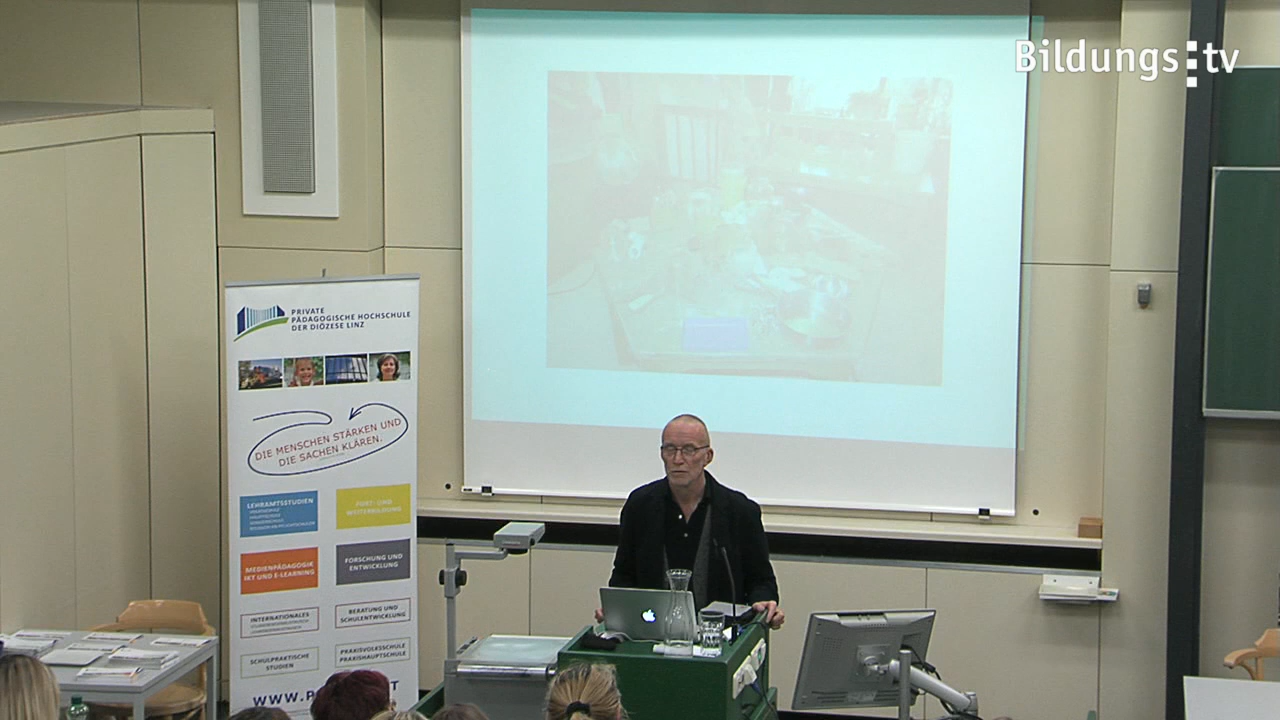 Bildungs:tv
PRIVATE
PÄDAGOGISCHE HOCHSCHULE
DER DIÖZESE LINZ
DIE MENSCHEN STÄRKEN UND
DIE SACHEN KLÄREN.
LEHRAMTSSTUDIEN
FORT- UND
WEITERBILDUNG
MEDIENPÄDAGOGIK
IKT UND E-LEARNING
FORSCHUNG UND
ENTWICKLUNG
INTERNATIONALES
BERATUNG UND
SCHULENTWICKLUNG
SCHULPRAKTISCHE
STUDIEN
PRAXISVOLKSSCHULE
PRAXISHAUPTSCHULE